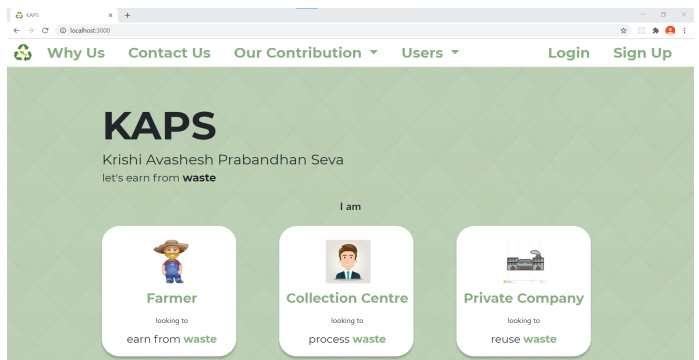 KAPS
localhost:3000
Why Us Contact Us Our Contribution Users Login Sign Up
KAPS
Krishi Avashesh Prabandhan Seva
let's earn from waste
I am
Farmer
looking to
earn from waste
Collection Centre
looking to
process waste
Private Company
looking to
reuse waste